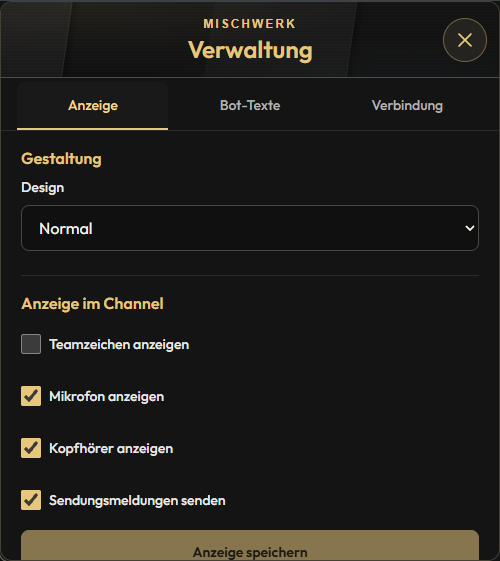 MISCHWERK
Verwaltung
Anzeige
Bot-Texte
Verbindung
Gestaltung
Design
Normal
Anzeige im Channel
Teamzeichen anzeigen
Mikrofon anzeigen
Kopfhörer anzeigen
Sendungsmeldungen senden
Anzeige speichern